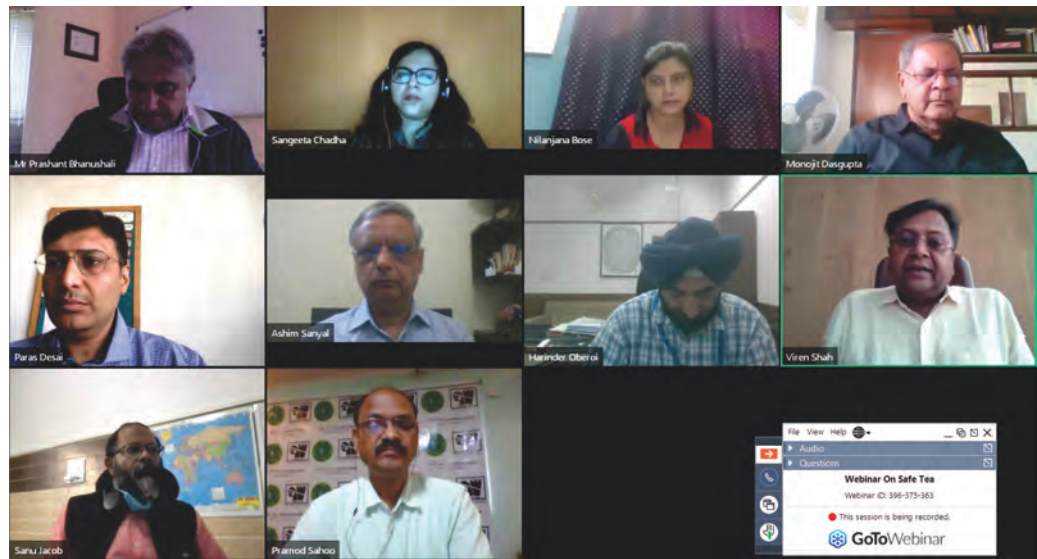 Mr Prashant Bhanushali
Sangeeta Chadha
Nilanjana Bose
Monojit Dasgupta
Paras Desai
Ashim Sanyal
Harinder Oberoi
Viren Shah
Sanu Jacob
Pramod Sahoo
File View Help
Audio
Questions
Webinar On Safe Tea
Webinar ID: 396-375-363
This session is being recorded.
GoToWebinar